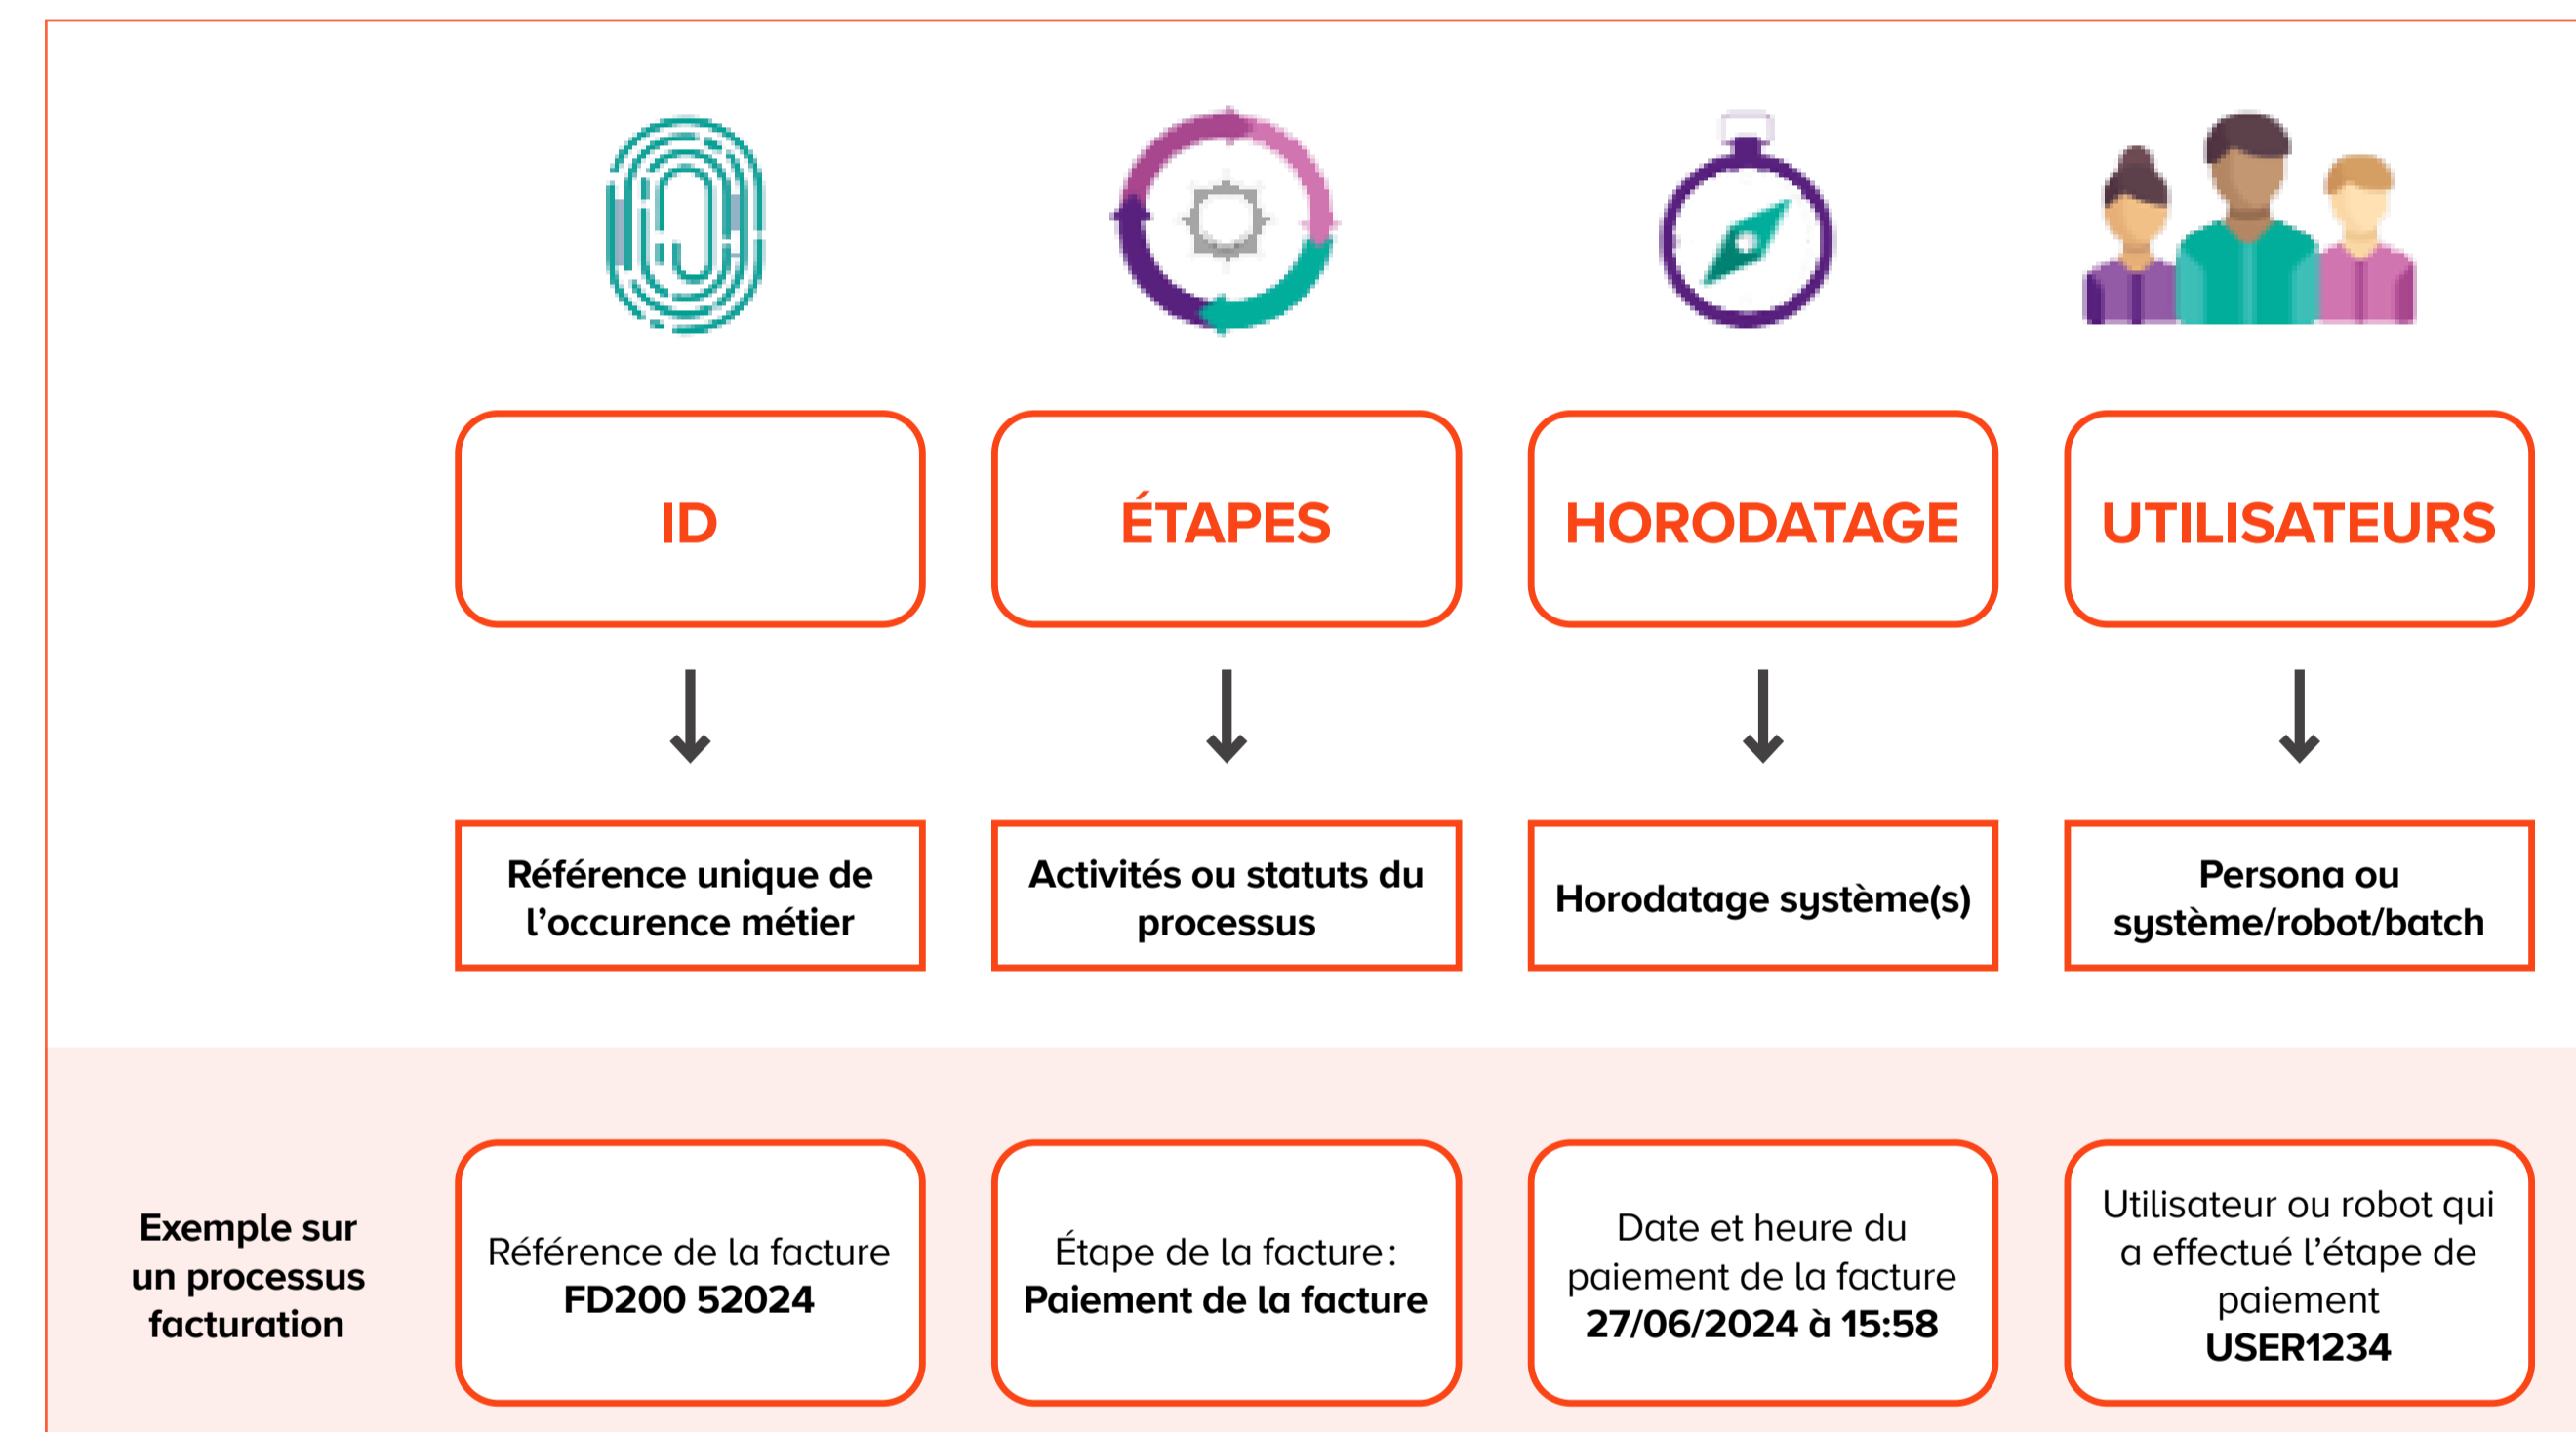 ID
ÉTAPES
HORODATAGE
UTILISATEURS
Référence unique de
l’occurence métier
Activités ou statuts du
processus
Horodatage système(s)
Persona ou
système/robot/batch
Exemple sur
un processus
facturation
Référence de la facture
FD200 52024
Étape de la facture :
Paiement de la facture
Date et heure du
paiement de la facture
27/06/2024 à 15:58
Utilisateur ou robot qui
a effectué l’étape de
paiement
USER1234